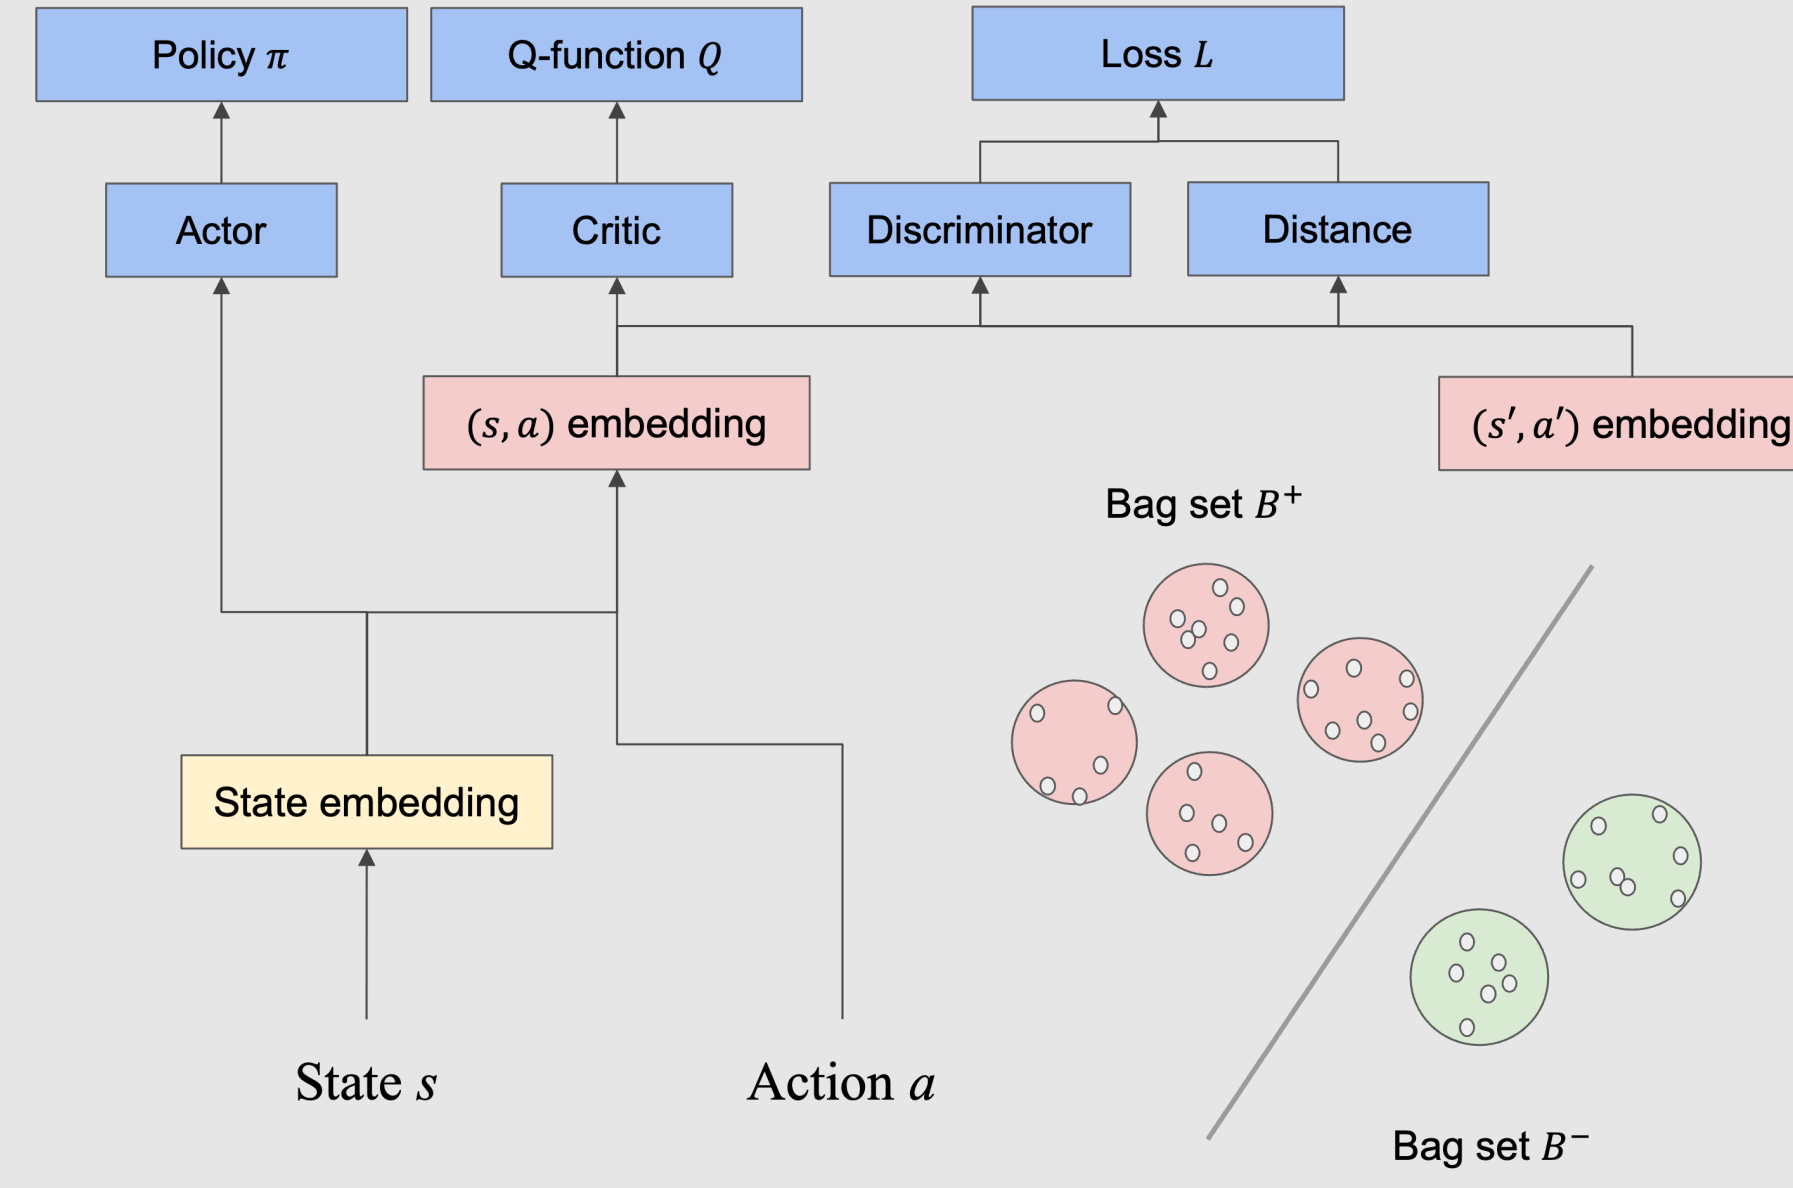 Policy π
Q-function Q
Loss L
Actor
Critic
Discriminator
Distance
(s, a) embedding
(s′, a′) embedding
Bag set B⁺
State embedding
State s
Action a
Bag set B⁻